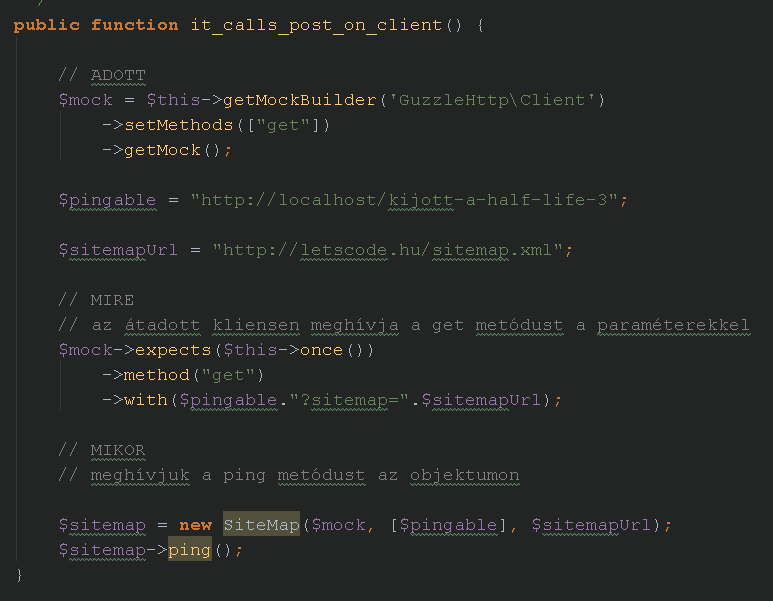 public function it_calls_post_on_client() {
// ADOTT
$mock = $this->getMockBuilder('GuzzleHttp\Client')
->setMethods(["get"])
->getMock();
$pingable = "http://localhost/kijott-a-half-life-3";
$sitemapUrl = "http://letscode.hu/sitemap.xml";
// MIRE
// az átadott kliensen meghívja a get metódust a paraméterekkel
$mock->expects($this->once())
->method("get")
->with($pingable."?sitemap=".$sitemapUrl);
// MIKOR
// meghívjuk a ping metódust az objektumon
$sitemap = new SiteMap($mock, [$pingable], $sitemapUrl);
$sitemap->ping();
}